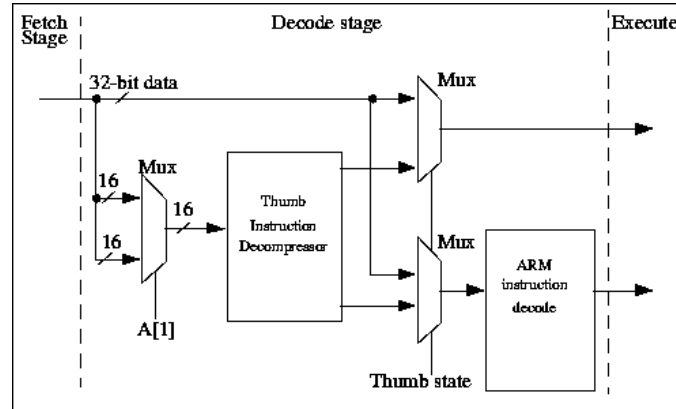 Fetch
Stage
Decode stage
Execute
32-bit data
Mux
Mux
16
16
16
Thumb
Instruction
Decompressor
Mux
ARM
instruction
decode
A[1]
Thumb state